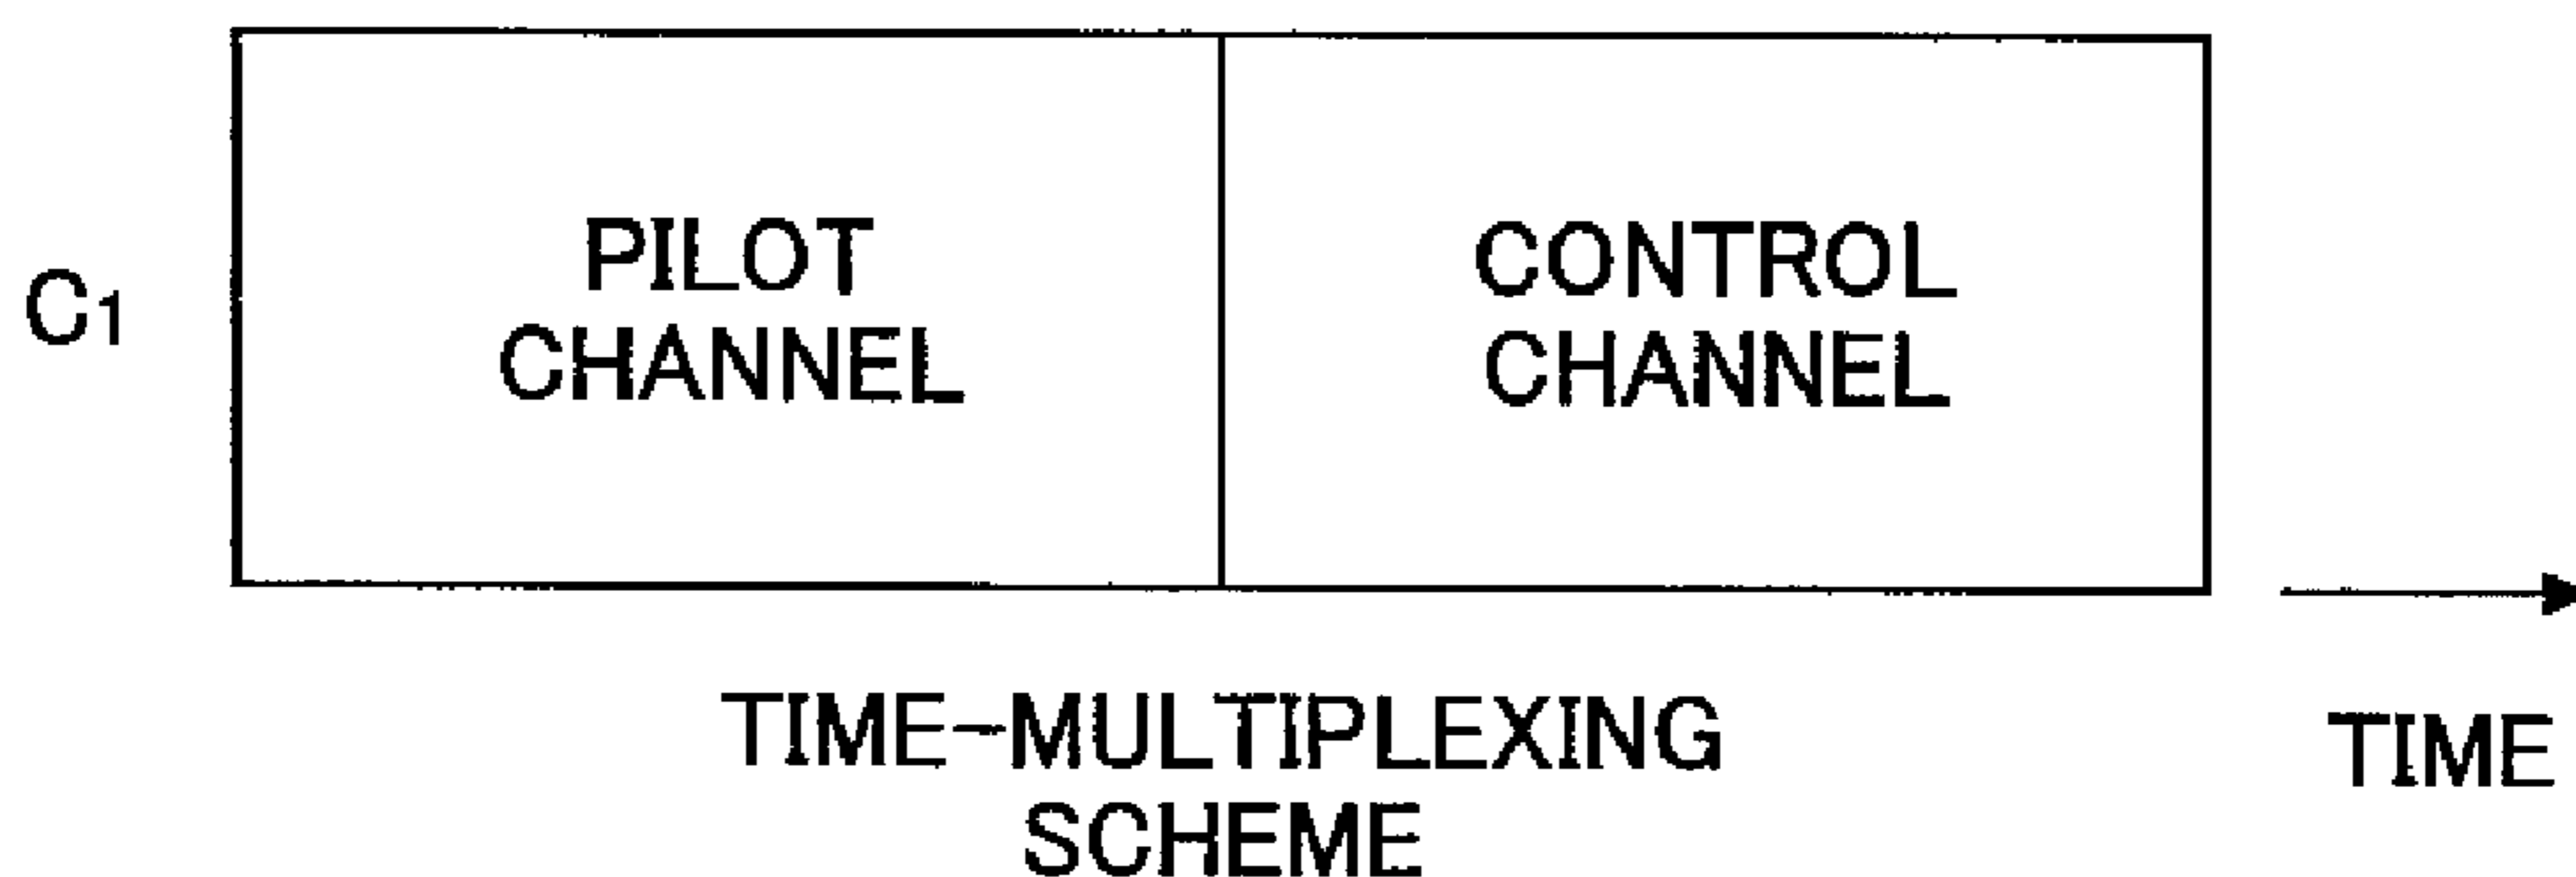 C1
PILOT
CHANNEL
CONTROL
CHANNEL
TIME-MULTIPLEXING
SCHEME
TIME